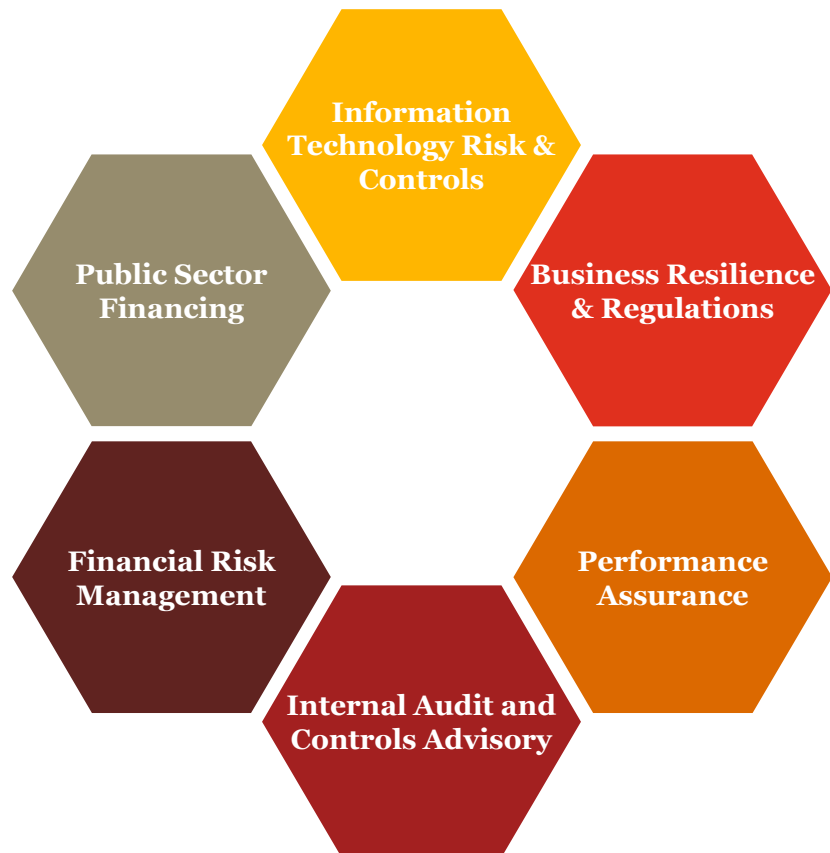 Information
Technology Risk &
Controls
Business Resilience
& Regulations
Performance
Assurance
Internal Audit and
Controls Advisory
Financial Risk
Management
Public Sector
Financing